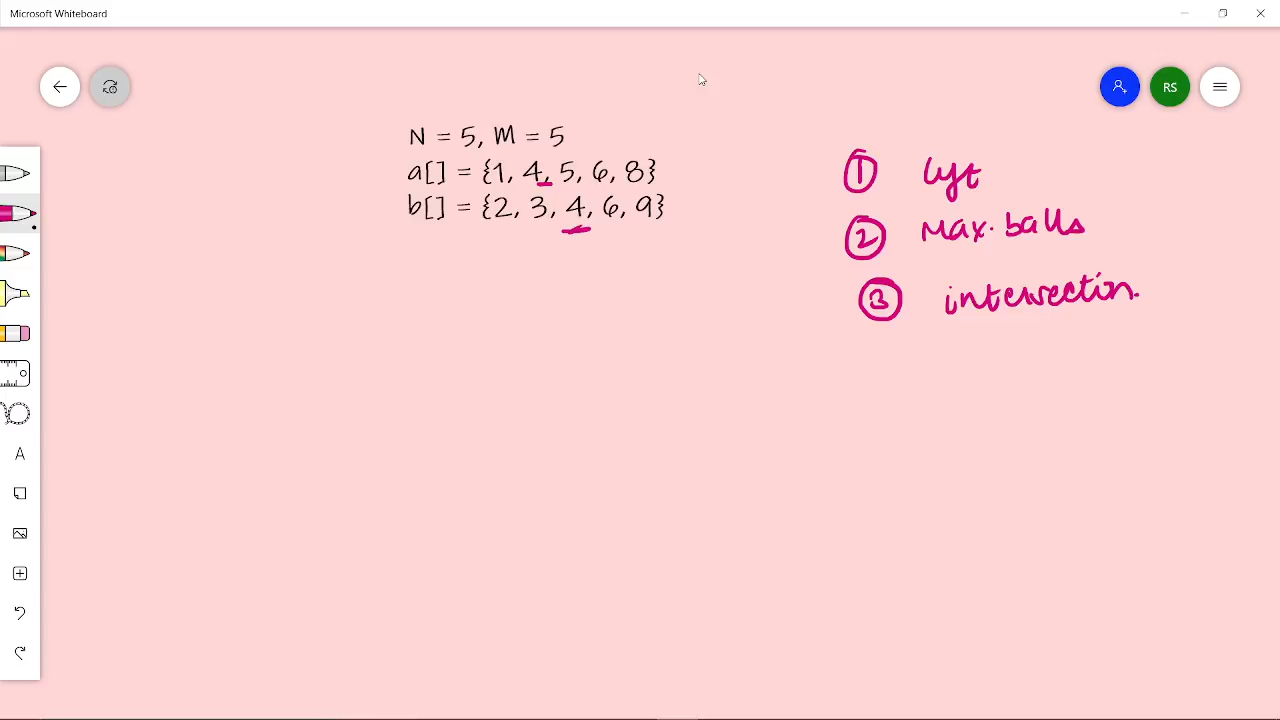 Microsoft Whiteboard
RS
N = 5, M = 5
a[] = {1, 4, 5, 6, 8}
b[] = {2, 3, 4, 6, 9}
1 left
2 Max. balls
3 intersection.
A